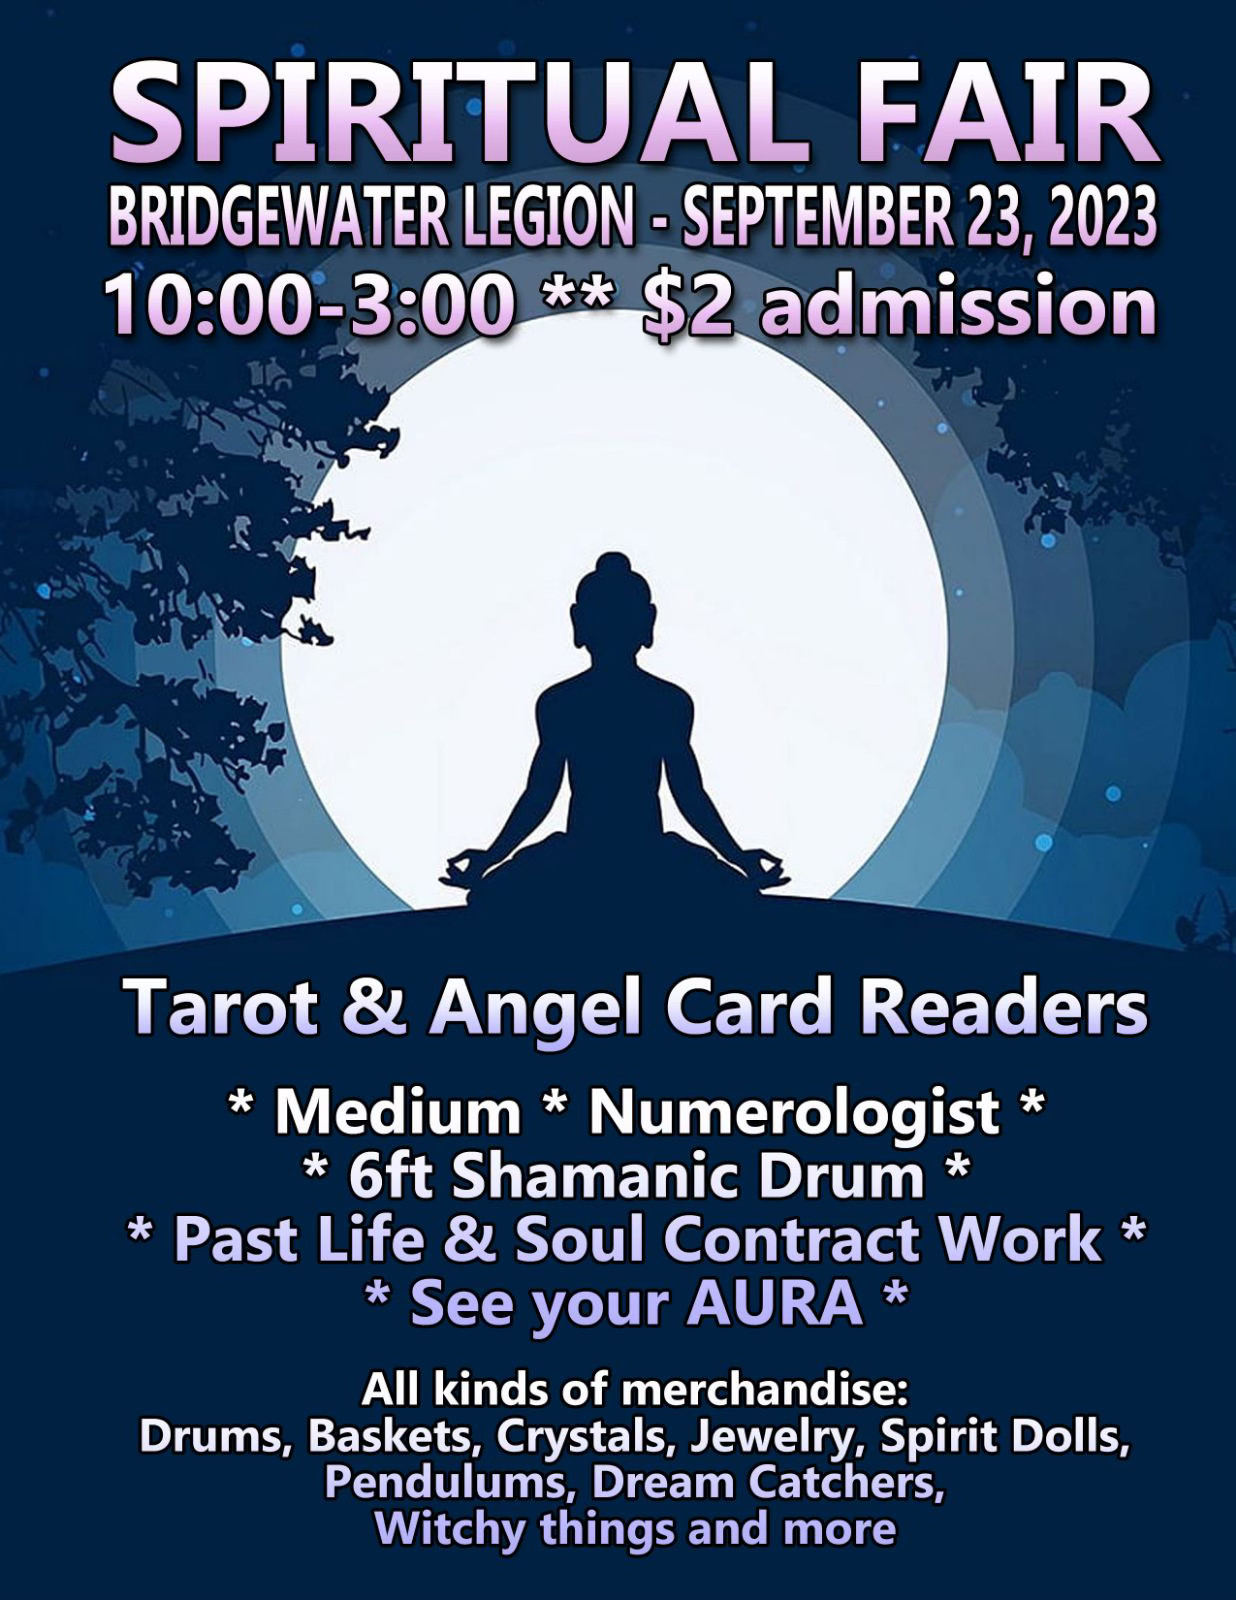 SPIRITUAL FAIR
BRIDGEWATER LEGION - SEPTEMBER 23, 2023
10:00-3:00 ** $2 admission
Tarot & Angel Card Readers
* Medium * Numerologist *
* 6ft Shamanic Drum *
* Past Life & Soul Contract Work *
* See your AURA *
All kinds of merchandise:
Drums, Baskets, Crystals, Jewelry, Spirit Dolls,
Pendulums, Dream Catchers,
Witchy things and more